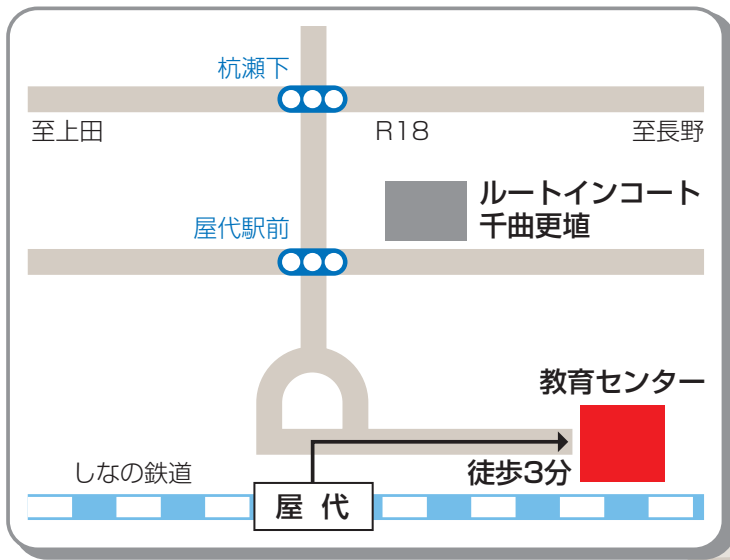 杭瀬下
至上田
R18
至長野
ルートインコート
千曲更埴
屋代駅前
教育センター
しなの鉄道
徒歩3分
屋代